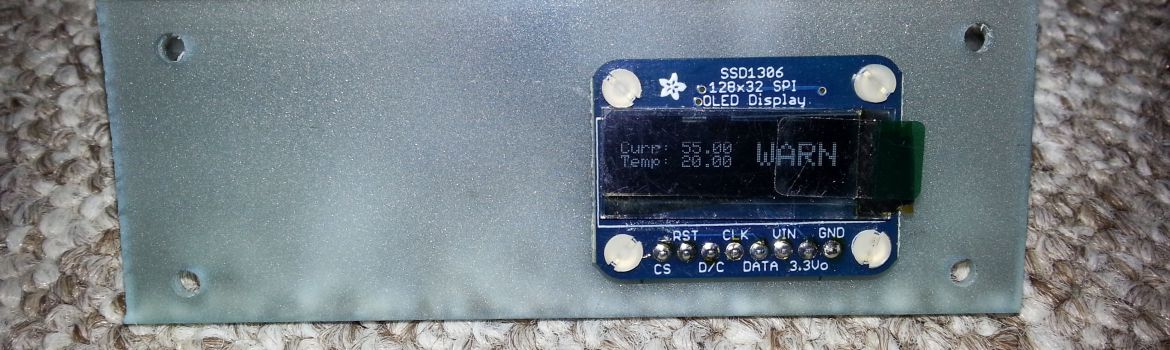 SSD1306
128x32 SPI
OLED Display
Curr: 55.00
Temp: 20.00
WARN
RST CLK VIN GND
CS D/C DATA 3.3Vo